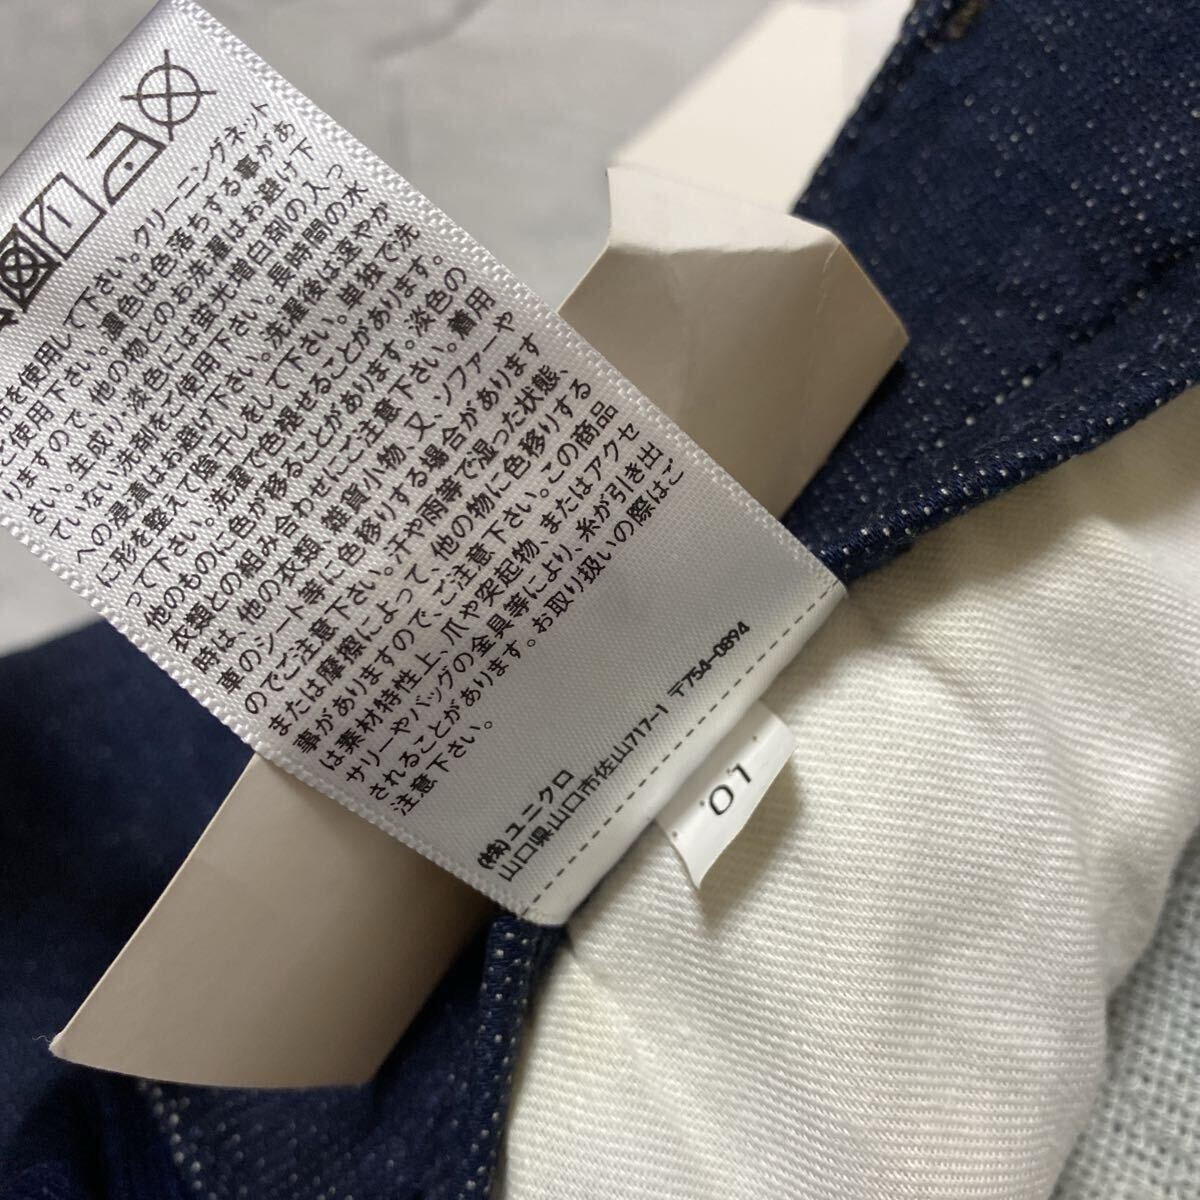 布を使用して下さい。クリーニングネット
ご使用下さい。濃色は色落ちする事があ
りますので、他の物とのお洗濯はお避け下
さい。生成り・淡色には蛍光増白剤の入っ
ていない洗剤をご使用下さい。長時間の水
への浸漬はお避け下さい。洗濯後は速やか
に形を整えて陰干しをして下さい。単独で洗
って下さい。洗濯で色褪せることがあります。
他のものに色が移ることがあります。淡色の
衣類との組み合わせにご注意下さい。着用
時は、他の衣類、雑貨小物、又、ソファーや
車のシート等に色移りする場合があります
のでご注意下さい。汗や雨等で湿った状態、
または摩擦によって、他の物に色移りする
事がありますので、ご注意下さい。この商品
は素材特性上、爪や突起物、またはアクセ
サリーやバッグの金具等により、糸が引き出
されることがあります。お取り扱いの際はご
注意下さい。
(株)ユニクロ
山口県山口市佐山717-1 〒754-0894
01